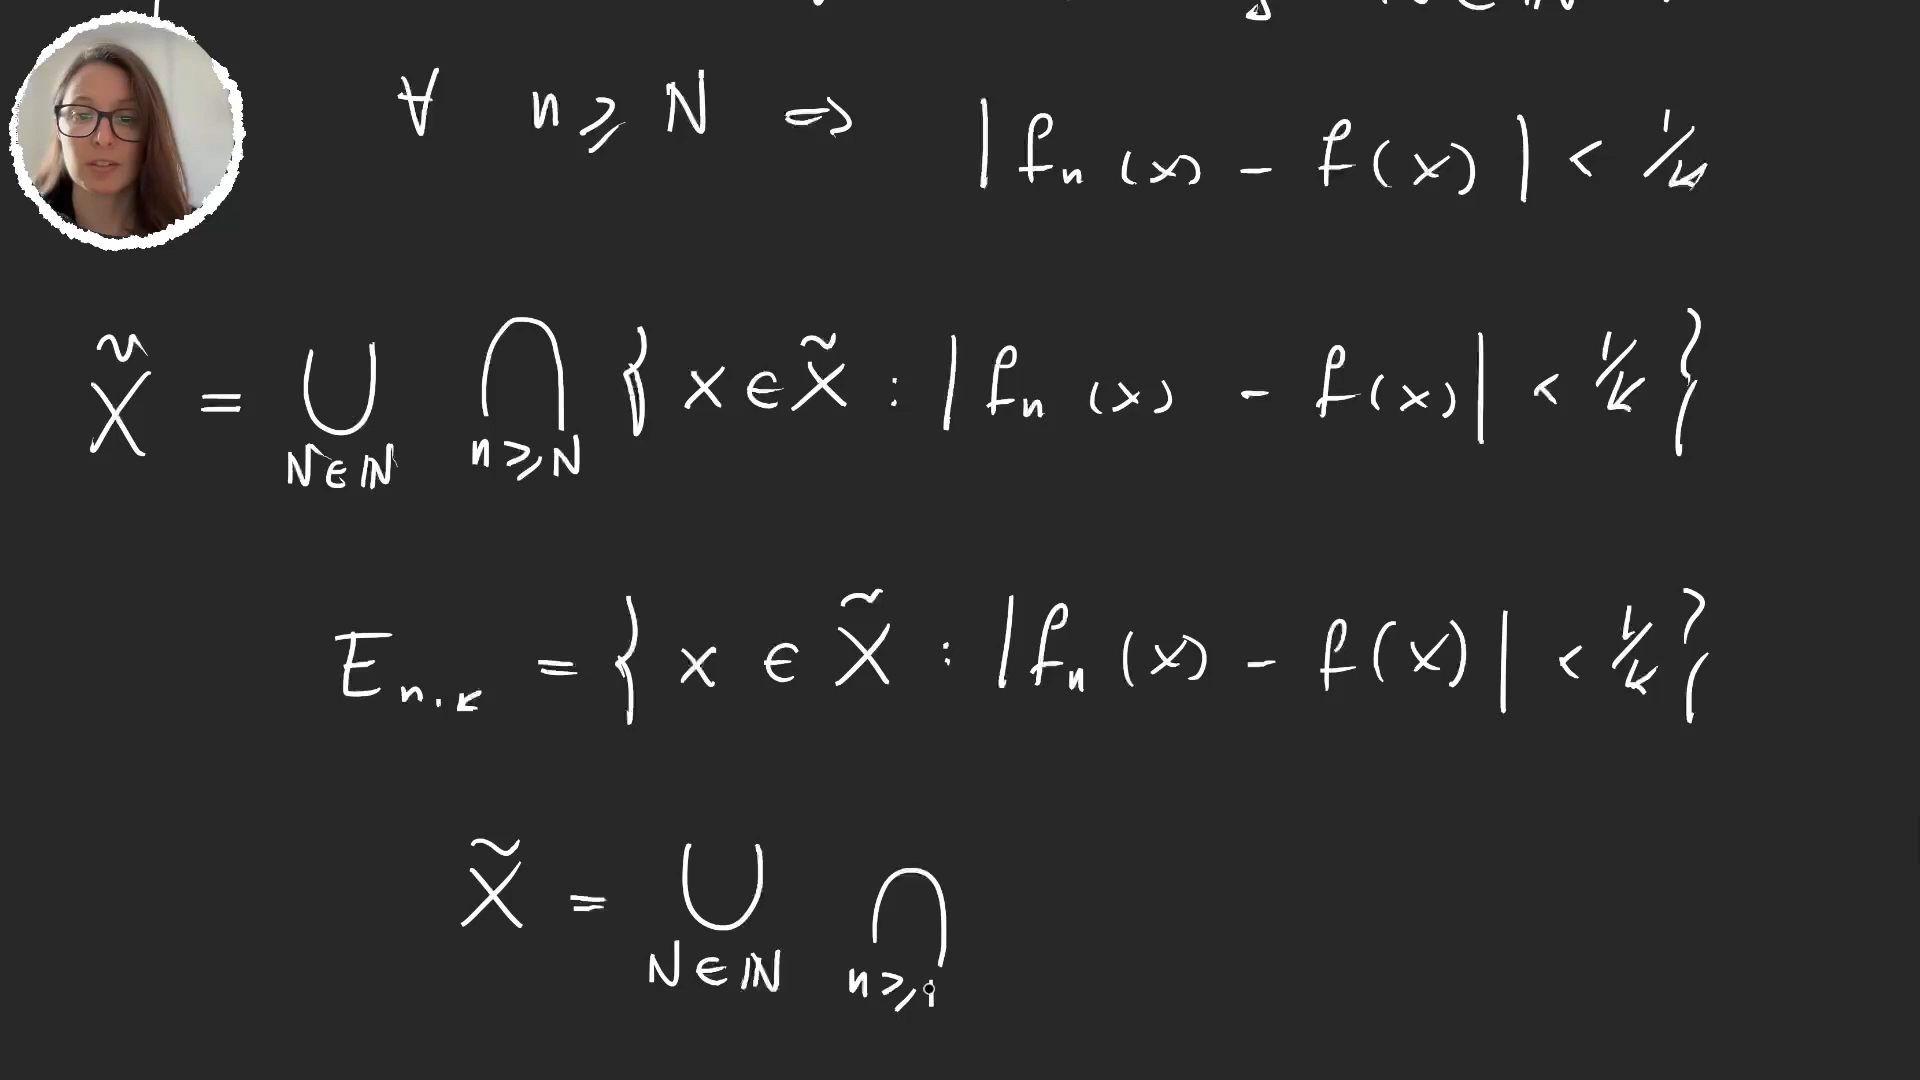 ∀ n ⩾ N ⇒ | fₙ (x) - f(x) | < 1/k
X̃ = ⋃_{N∈ℕ} ⋂_{n⩾N} { x ∈ X̃ : | fₙ (x) - f(x) | < 1/k }
E_{n,k} = { x ∈ X̃ : | fₙ (x) - f(x) | < 1/k }
X̃ = ⋃_{N∈ℕ} ⋂_{n⩾